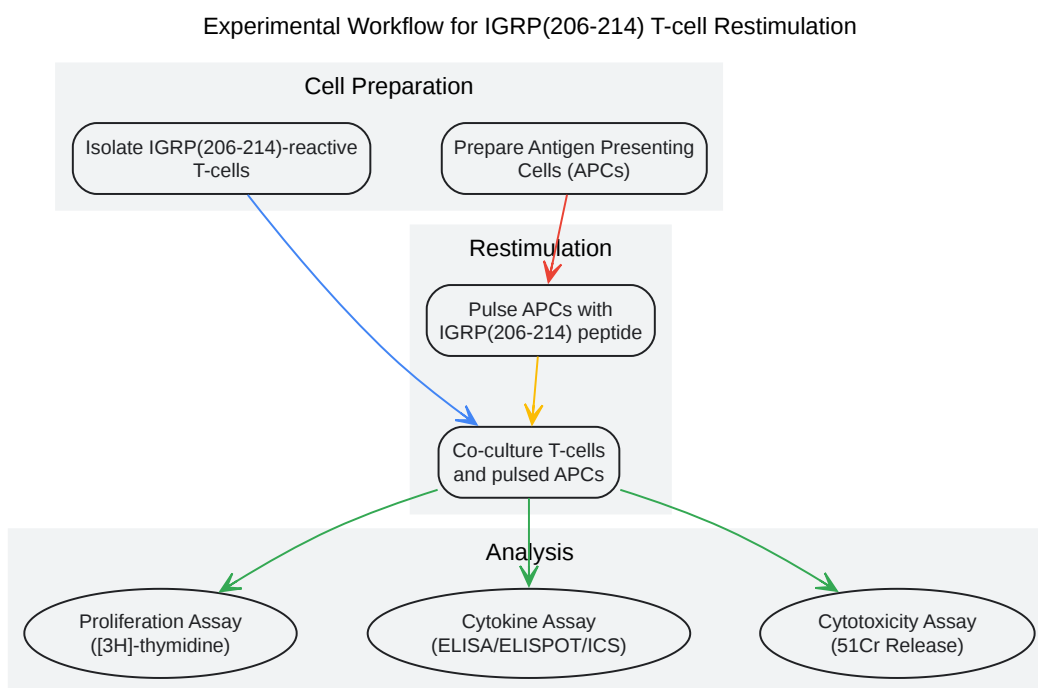 Experimental Workflow for IGRP(206-214) T-cell Restimulation
Cell Preparation
Isolate IGRP(206-214)-reactive
T-cells
Prepare Antigen Presenting
Cells (APCs)
Restimulation
Pulse APCs with
IGRP(206-214) peptide
Co-culture T-cells
and pulsed APCs
Analysis
Proliferation Assay
([3H]-thymidine)
Cytokine Assay
(ELISA/ELISPOT/ICS)
Cytotoxicity Assay
(51Cr Release)